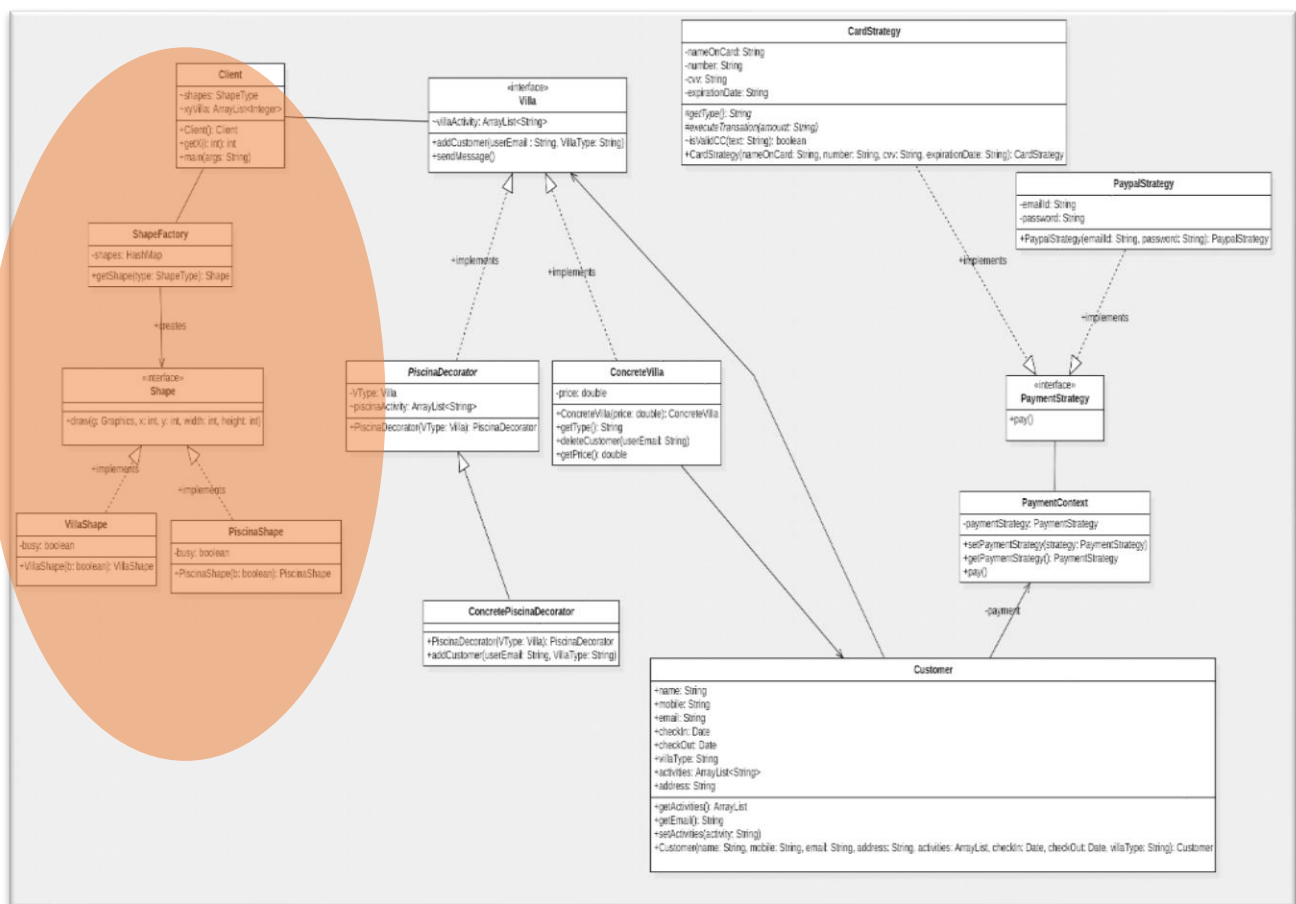 Client
~shapes: ShapeType
~xyVilla: ArrayList<Integer>
+Client(): Client
+getX(i: int): int
+main(args: String)
ShapeFactory
-shapes: HashMap
+getShape(type: ShapeType): Shape
+creates
«interface»
Shape
+draw(g: Graphics, x: int, y: int, width: int, height: int)
+implements
+implements
VillaShape
-busy: boolean
+VillaShape(b: boolean): VillaShape
PiscinaShape
-busy: boolean
+PiscinaShape(b: boolean): PiscinaShape
«interface»
Villa
~villaActivity: ArrayList<String>
+addCustomer(userEmail : String, VillaType: String)
+sendMessage()
+implements
+implements
PiscinaDecorator
-VType: Villa
~piscinaActivity: ArrayList<String>
+PiscinaDecorator(VType: Villa): PiscinaDecorator
ConcreteVilla
-price: double
+ConcreteVilla(price: double): ConcreteVilla
+getType(): String
+deleteCustomer(userEmail: String)
+getPrice(): double
ConcretePiscinaDecorator
+PiscinaDecorator(VType: Villa): PiscinaDecorator
+addCustomer(userEmail: String, VillaType: String)
CardStrategy
-nameOnCard: String
-number: String
-cvv: String
-expirationDate: String
#getType(): String
#executeTransation(amount: String)
~isValidCC(text: String): boolean
+CardStrategy(nameOnCard: String, number: String, cvv: String, expirationDate: String): CardStrategy
PaypalStrategy
-emailId: String
-password: String
+PaypalStrategy(emailId: String, password: String): PaypalStrategy
+implements
+implements
«interface»
PaymentStrategy
+pay()
PaymentContext
-paymentStrategy: PaymentStrategy
+setPaymentStrategy(strategy: PaymentStrategy)
+getPaymentStrategy(): PaymentStrategy
+pay()
-payment
Customer
+name: String
+mobile: String
+email: String
+checkIn: Date
+checkOut: Date
+villaType: String
+activities: ArrayList<String>
+address: String
+getActivities(): ArrayList
+getEmail(): String
+setActivities(activity: String)
+Customer(name: String, mobile: String, email: String, address: String, activities: ArrayList, checkIn: Date, checkOut: Date, villaType: String): Customer